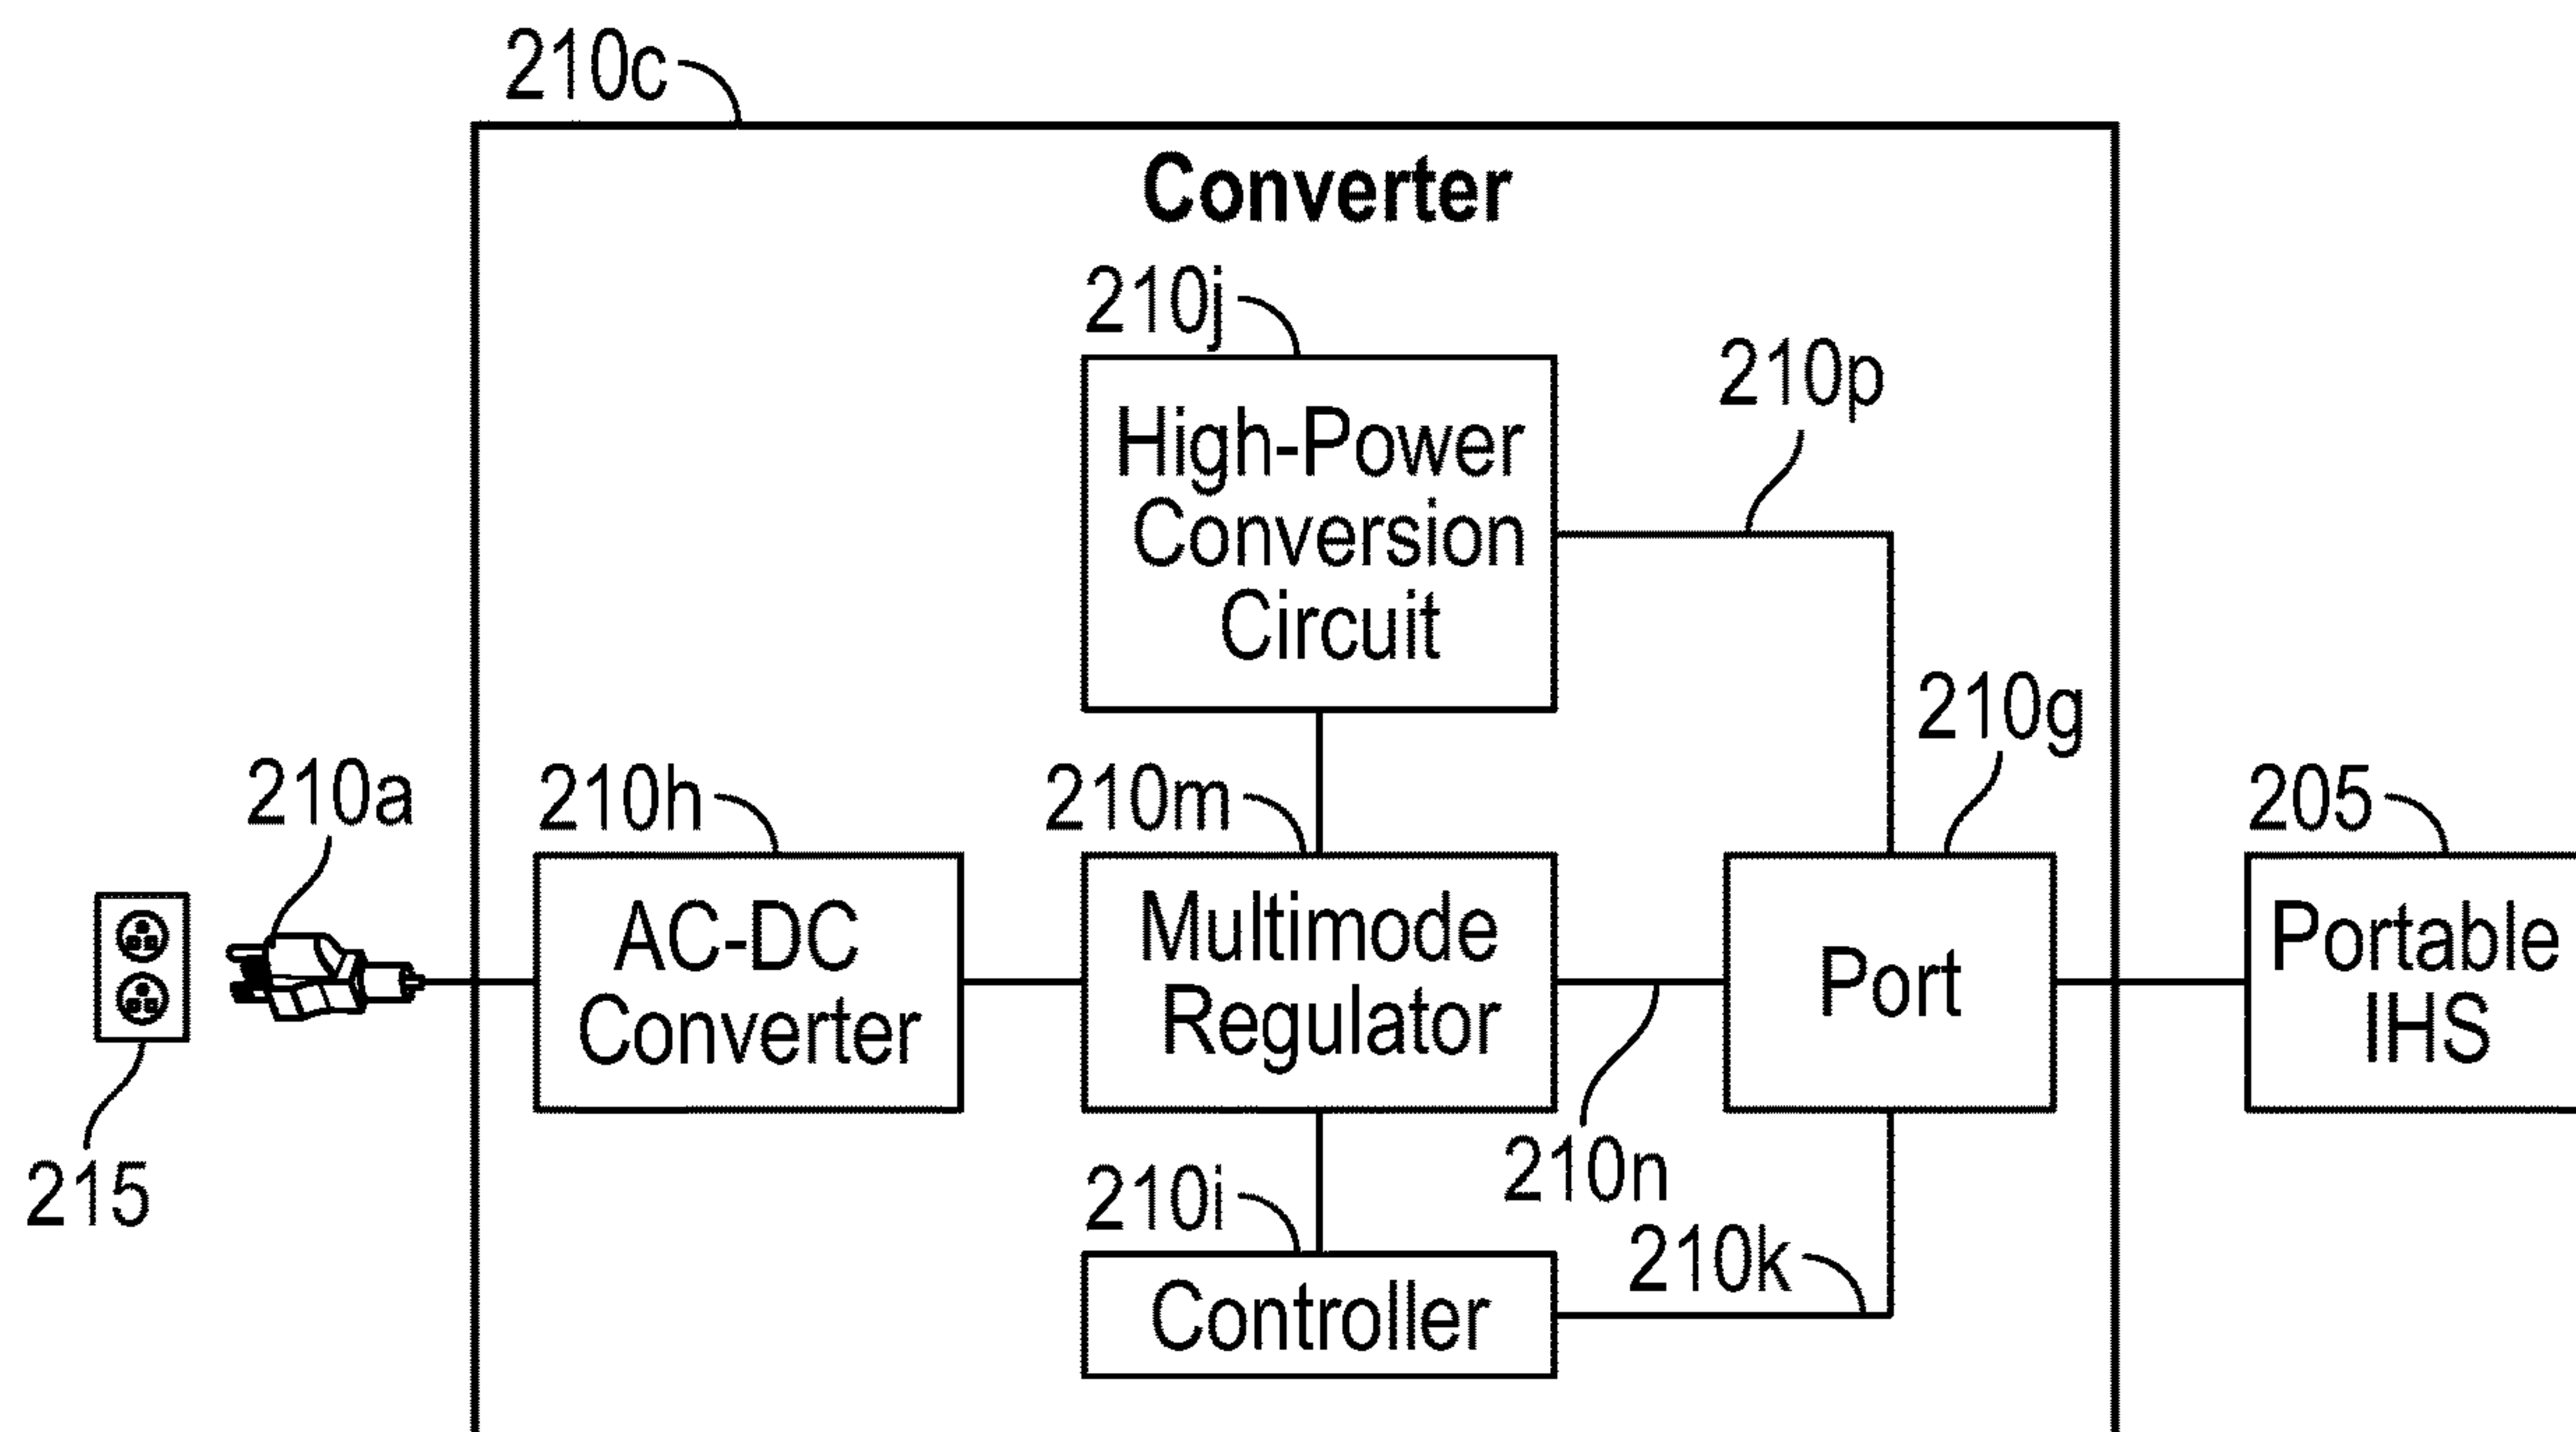 210c
Converter
210j
High-Power
Conversion
Circuit
210p
210g
210a
210h
210m
205
AC-DC
Converter
Multimode
Regulator
Port
Portable
IHS
215
210i
210n
210k
Controller